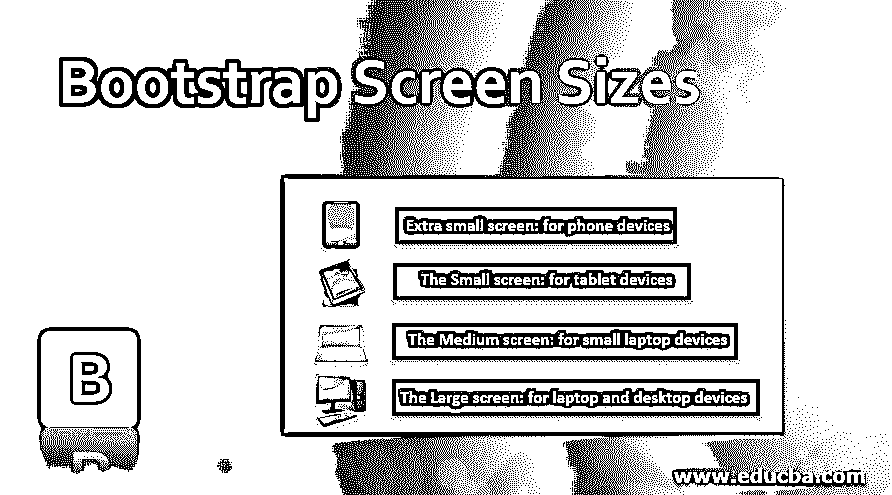 Bootstrap Screen Sizes
Extra small screen: for phone devices
The Small screen: for tablet devices
The Medium screen: for small laptop devices
The Large screen: for laptop and desktop devices
B
www.educba.com